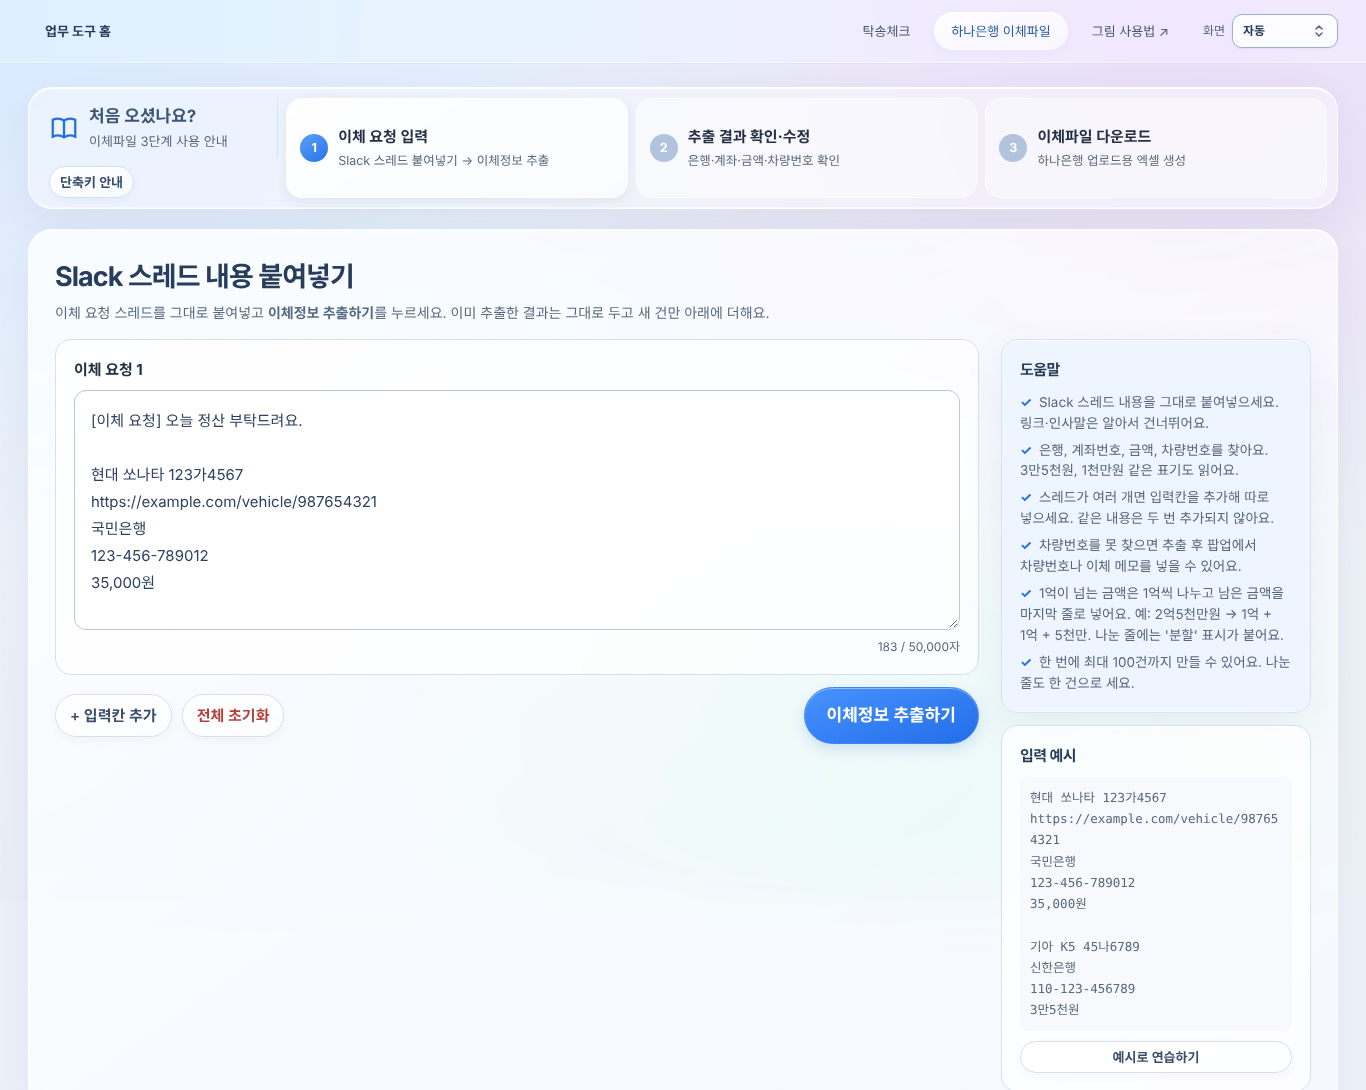 업무 도구 홈
탁송체크
하나은행 이체파일
그림 사용법 ↗
화면
자동
처음 오셨나요?
이체파일 3단계 사용 안내
단축키 안내
1
이체 요청 입력
Slack 스레드 붙여넣기 → 이체정보 추출
2
추출 결과 확인·수정
은행·계좌·금액·차량번호 확인
3
이체파일 다운로드
하나은행 업로드용 엑셀 생성
Slack 스레드 내용 붙여넣기
이체 요청 스레드를 그대로 붙여넣고 이체정보 추출하기를 누르세요. 이미 추출한 결과는 그대로 두고 새 건만 아래에 더해요.
이체 요청 1
[이체 요청] 오늘 정산 부탁드려요.
현대 쏘나타 123가4567
https://example.com/vehicle/987654321
국민은행
123-456-789012
35,000원
183 / 50,000자
+ 입력칸 추가
전체 초기화
이체정보 추출하기
도움말
✓ Slack 스레드 내용을 그대로 붙여넣으세요.
링크·인사말은 알아서 건너뛰어요.
✓ 은행, 계좌번호, 금액, 차량번호를 찾아요.
3만5천원, 1천만원 같은 표기도 읽어요.
✓ 스레드가 여러 개면 입력칸을 추가해 따로
넣으세요. 같은 내용은 두 번 추가되지 않아요.
✓ 차량번호를 못 찾으면 추출 후 팝업에서
차량번호나 이체 메모를 넣을 수 있어요.
✓ 1억이 넘는 금액은 1억씩 나누고 남은 금액을
마지막 줄로 넣어요. 예: 2억5천만원 → 1억 +
1억 + 5천만. 나눈 줄에는 '분할' 표시가 붙어요.
✓ 한 번에 최대 100건까지 만들 수 있어요. 나눈
줄도 한 건으로 세요.
입력 예시
현대 쏘나타 123가4567
https://example.com/vehicle/98765
4321
국민은행
123-456-789012
35,000원
기아 K5 45나6789
신한은행
110-123-456789
3만5천원
예시로 연습하기